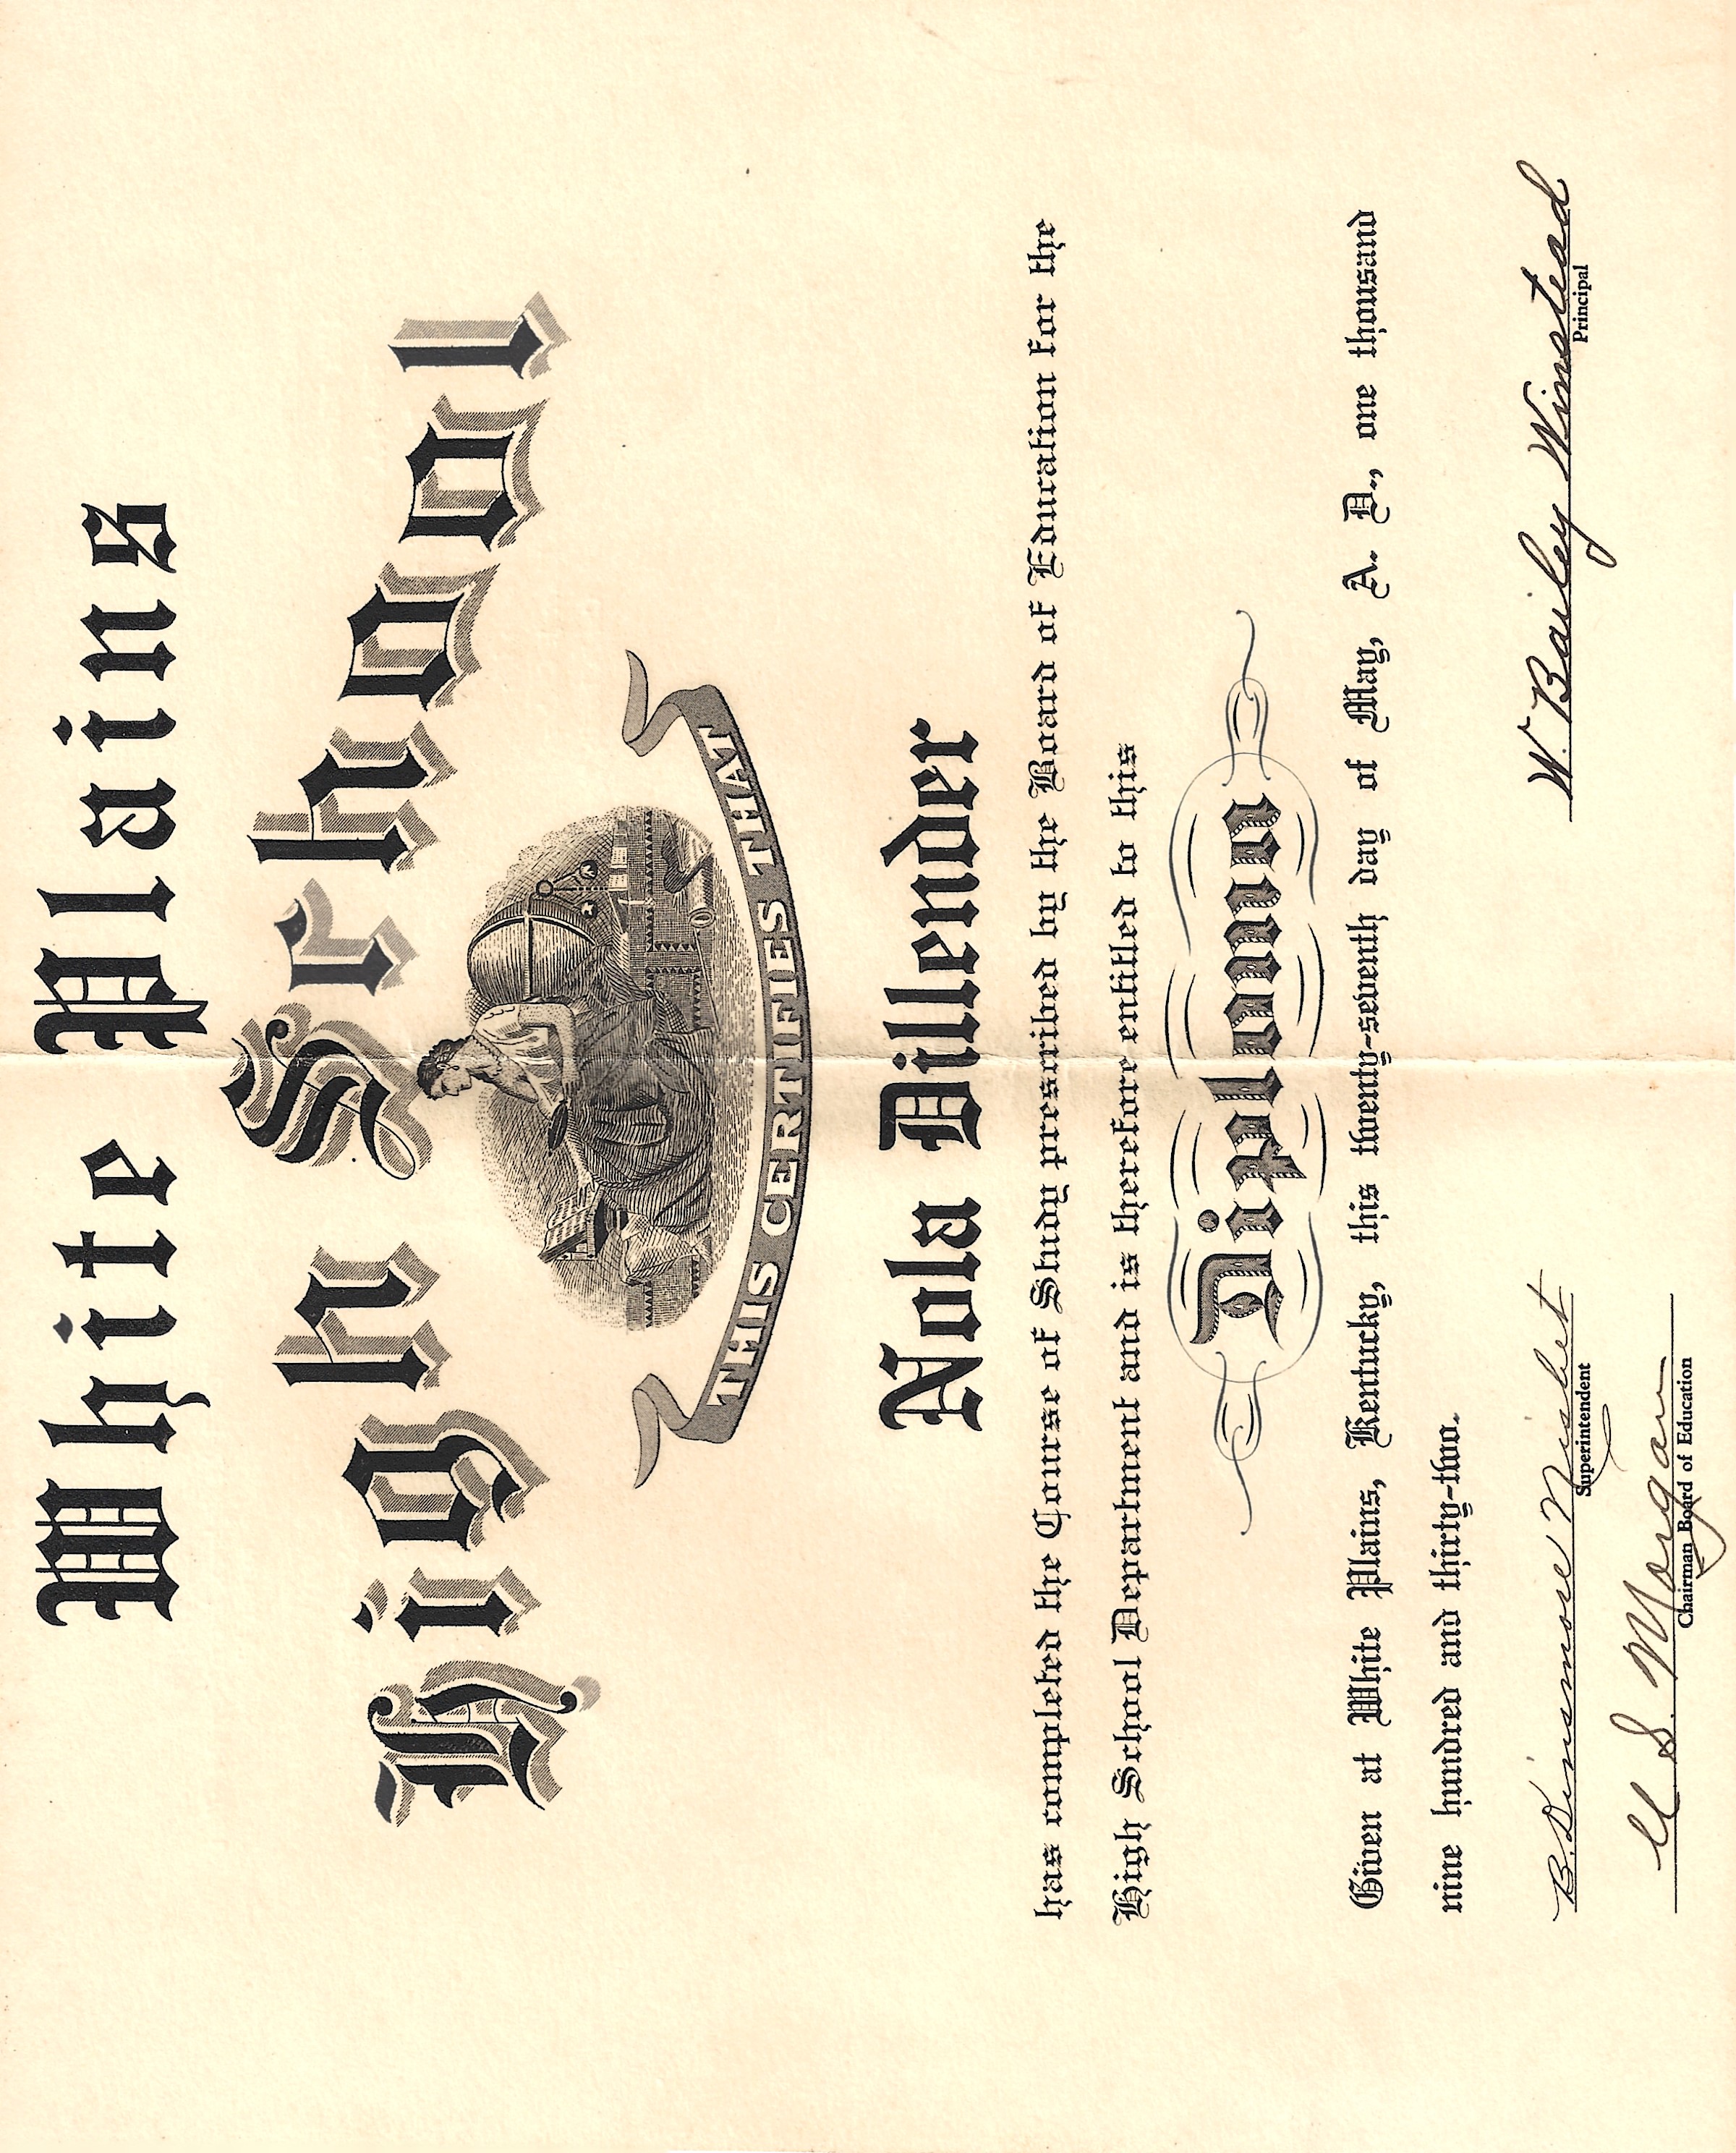 White Plains
High School
THIS CERTIFIES THAT
Nola Dillender
has completed the Course of Study prescribed by the Board of Education for the
High School Department and is therefore entitled to this
Diploma
Given at White Plains, Kentucky, this twenty-seventh day of May, A. D., one thousand
nine hundred and thirty-two.
B. Dinsmore Nisbet
Superintendent
W. Bailey Winstead
Principal
S. Morgan
Chairman Board of Education